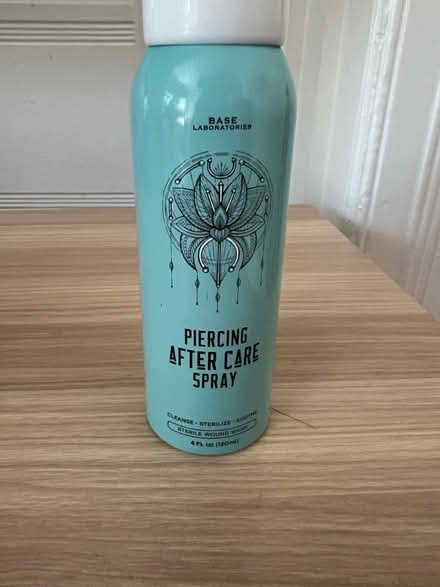 BASE
LABORATORIES
PIERCING
AFTER CARE
SPRAY
CLEANSE • STERILIZE • SOOTHE
STERILE WOUND WASH
4 FL oz (120ml)